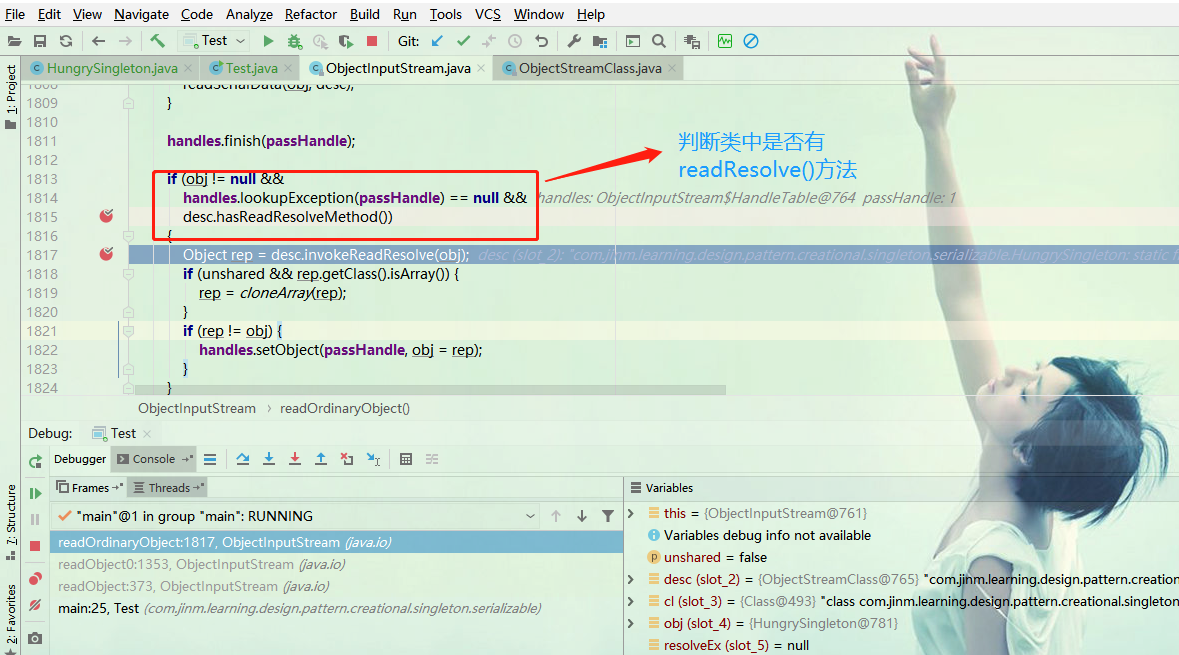 File Edit View Navigate Code Analyze Refactor Build Run Tools VCS Window Help
Test Git:
HungrySingleton.java Test.java ObjectInputStream.java ObjectStreamClass.java
1: Project
1808 readSerialData(obj, desc);
1809 }
1810
1811 handles.finish(passHandle);
1812
1813 if (obj != null &&
1814 handles.lookupException(passHandle) == null && handles: ObjectInputStream$HandleTable@764 passHandle: 1
1815 desc.hasReadResolveMethod())
1816 {
1817 Object rep = desc.invokeReadResolve(obj); desc (slot_2): "com.jinm.learning.design.pattern.creational.singleton.serializable.HungrySingleton: static f
1818 if (unshared && rep.getClass().isArray()) {
1819 rep = cloneArray(rep);
1820 }
1821 if (rep != obj) {
1822 handles.setObject(passHandle, obj = rep);
1823 }
1824 }
判断类中是否有
readResolve()方法
ObjectInputStream › readOrdinaryObject()
Debug: Test
Debugger Console
Frames Threads
"main"@1 in group "main": RUNNING
readOrdinaryObject:1817, ObjectInputStream (java.io)
readObject0:1353, ObjectInputStream (java.io)
readObject:373, ObjectInputStream (java.io)
main:25, Test (com.jinm.learning.design.pattern.creational.singleton.serializable)
Variables
this = {ObjectInputStream@761}
Variables debug info not available
unshared = false
desc (slot_2) = {ObjectStreamClass@765} "com.jinm.learning.design.pattern.creation
cl (slot_3) = {Class@493} "class com.jinm.learning.design.pattern.creational.singleton
obj (slot_4) = {HungrySingleton@781}
resolveEx (slot_5) = null
7: Structure
2: Favorites